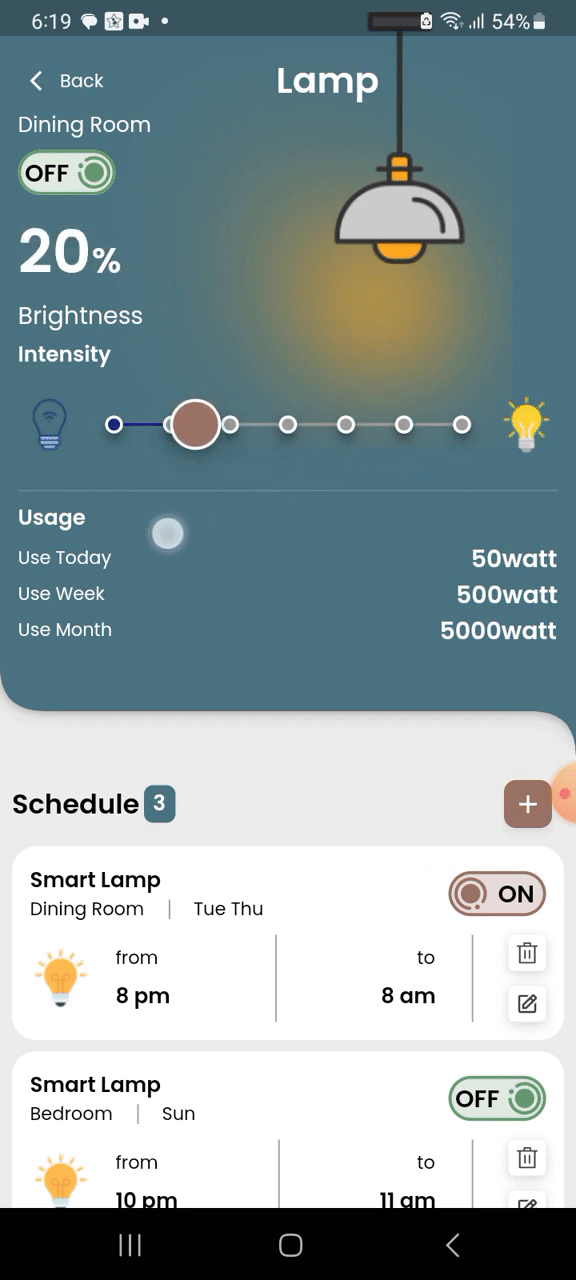 6:19
54%
Back
Lamp
Dining Room
OFF
20%
Brightness
Intensity
Usage
Use Today 50watt
Use Week 500watt
Use Month 5000watt
Schedule 3
+
Smart Lamp
Dining Room | Tue Thu
ON
from to
8 pm 8 am
Smart Lamp
Bedroom | Sun
OFF
from to
10 pm 11 am